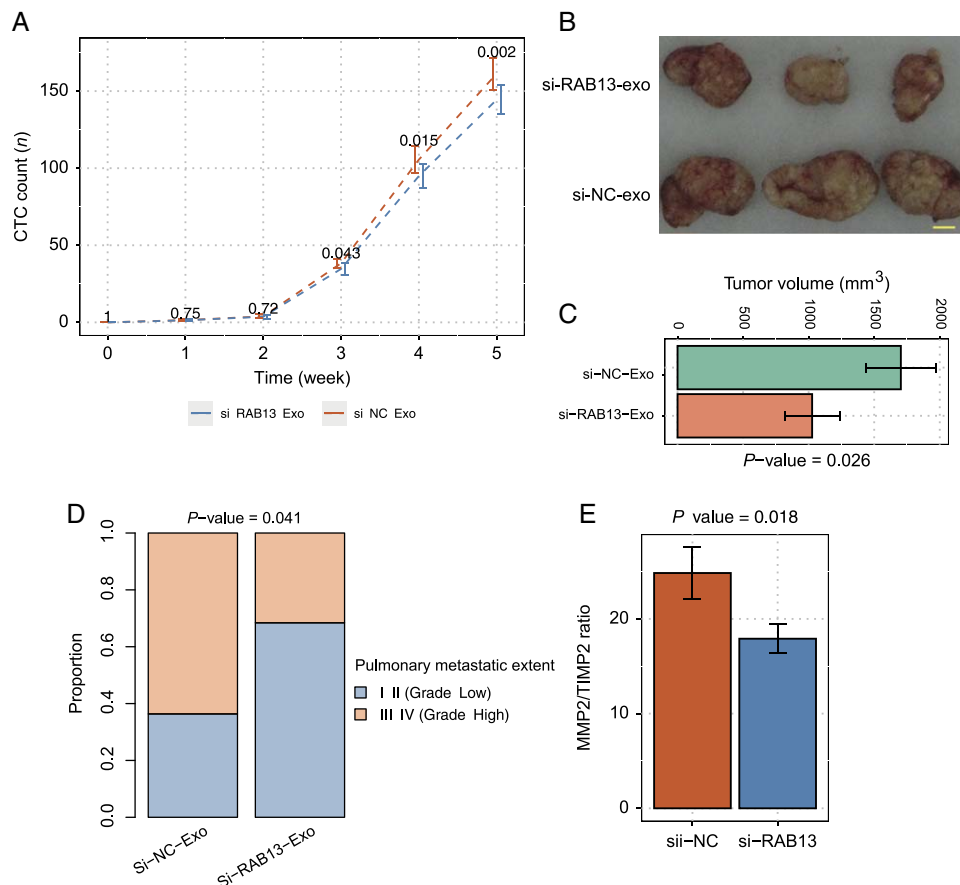 A
CTC count (n)
150
100
50
0
1
0.75
0.72
0.043
0.015
0.002
0 1 2 3 4 5
Time (week)
si RAB13 Exo si NC Exo
B
si-RAB13-exo
si-NC-exo
C
Tumor volume (mm³)
0 500 1000 1500 2000
si-NC-Exo
si-RAB13-Exo
P-value = 0.026
D
P-value = 0.041
Proportion
1.0
0.8
0.6
0.4
0.2
0.0
Si-NC-Exo Si-RAB13-Exo
Pulmonary metastatic extent
I II (Grade Low)
III IV (Grade High)
E
P value = 0.018
MMP2/TIMP2 ratio
20
10
0
sii-NC si-RAB13